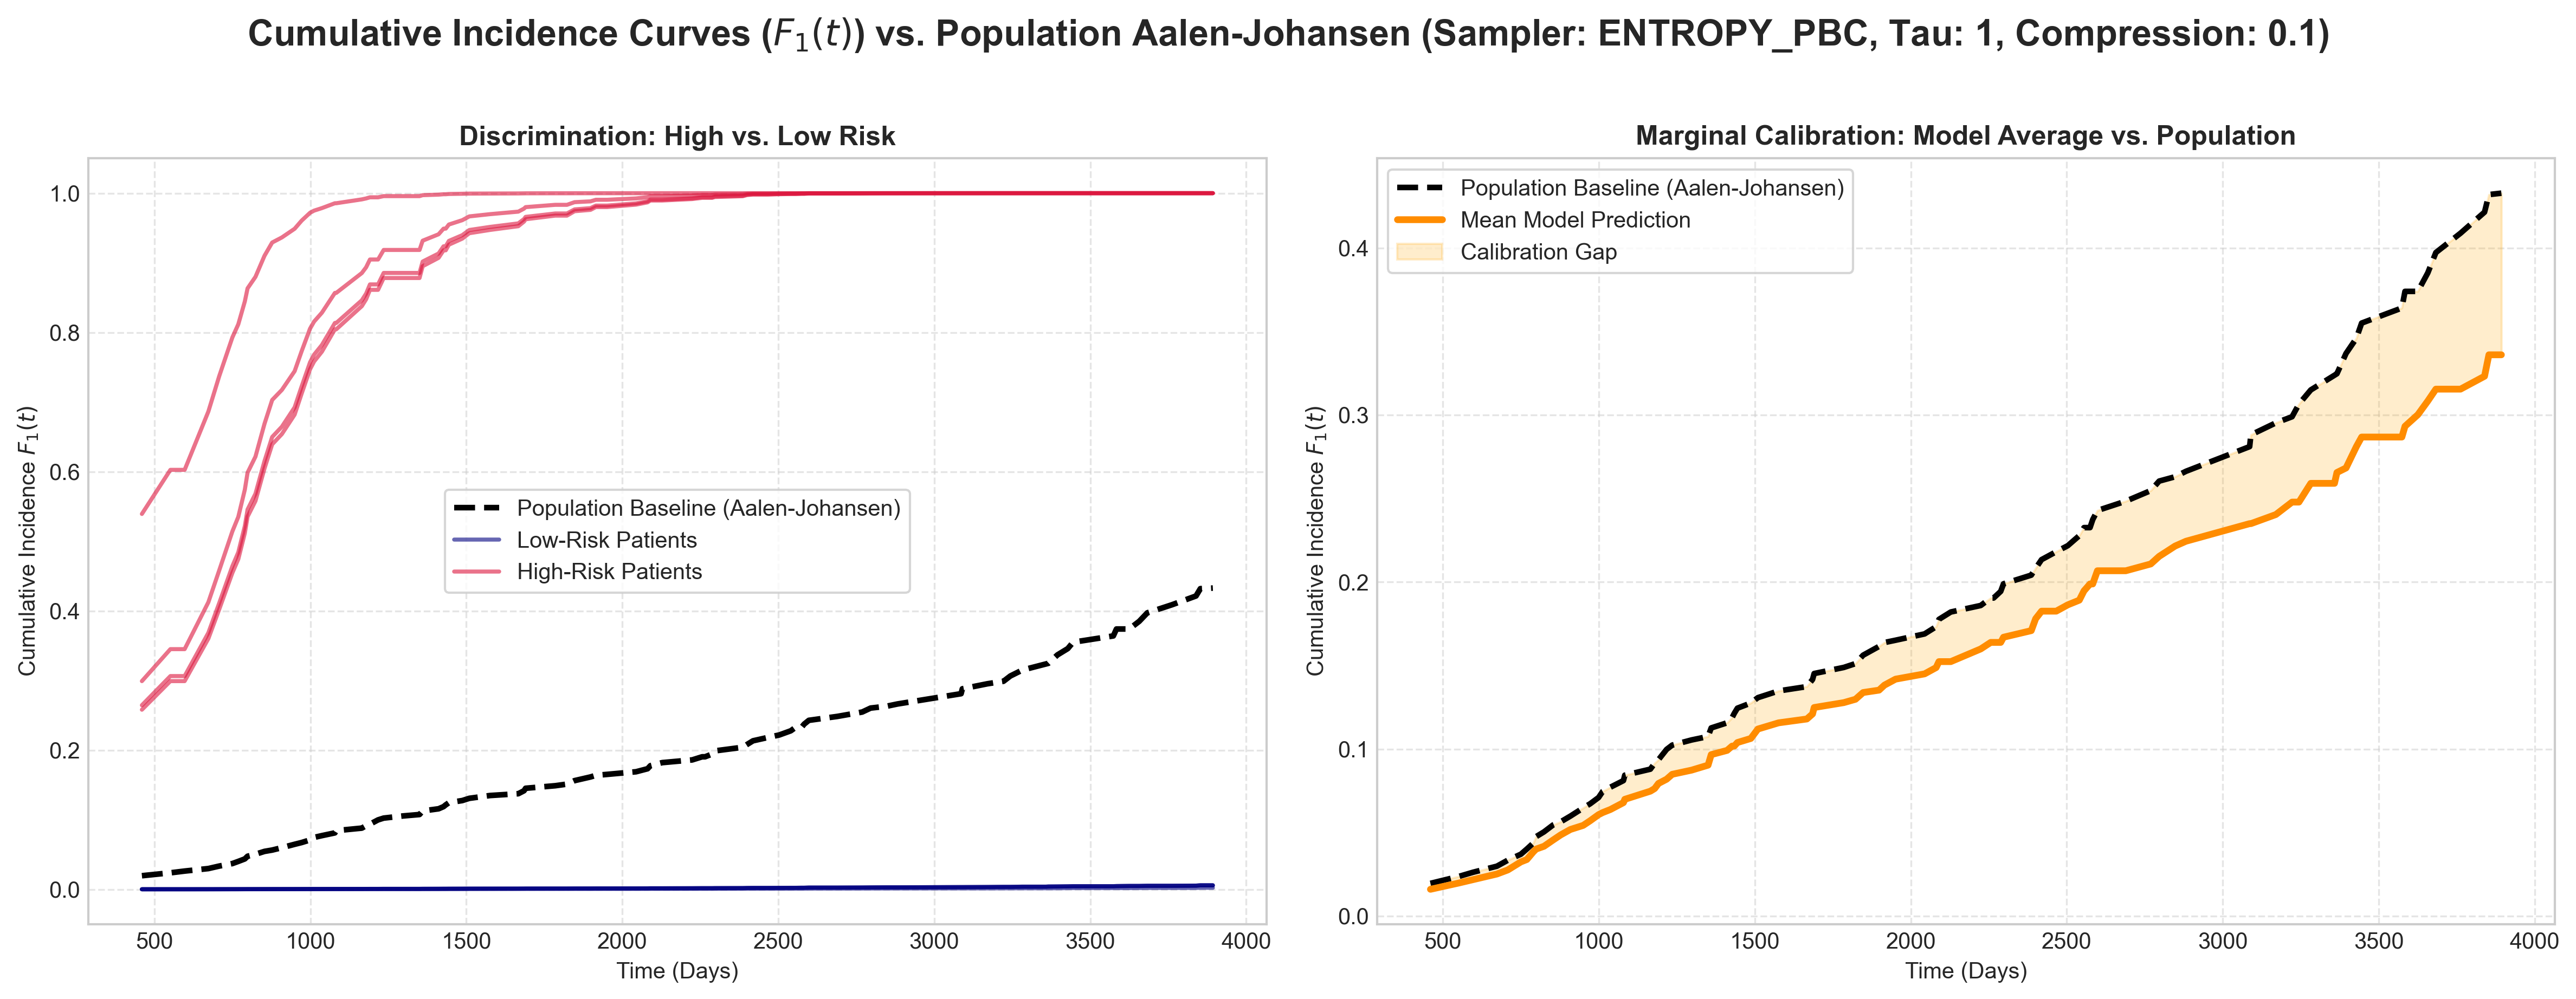 Cumulative Incidence Curves (F₁(t)) vs. Population Aalen-Johansen (Sampler: ENTROPY_PBC, Tau: 1, Compression: 0.1)
Discrimination: High vs. Low Risk
Cumulative Incidence F₁(t)
1.0
0.8
0.6
0.4
0.2
0.0
Population Baseline (Aalen-Johansen)
Low-Risk Patients
High-Risk Patients
500 1000 1500 2000 2500 3000 3500 4000
Time (Days)
Marginal Calibration: Model Average vs. Population
Cumulative Incidence F₁(t)
Population Baseline (Aalen-Johansen)
Mean Model Prediction
Calibration Gap
0.4
0.3
0.2
0.1
0.0
500 1000 1500 2000 2500 3000 3500 4000
Time (Days)